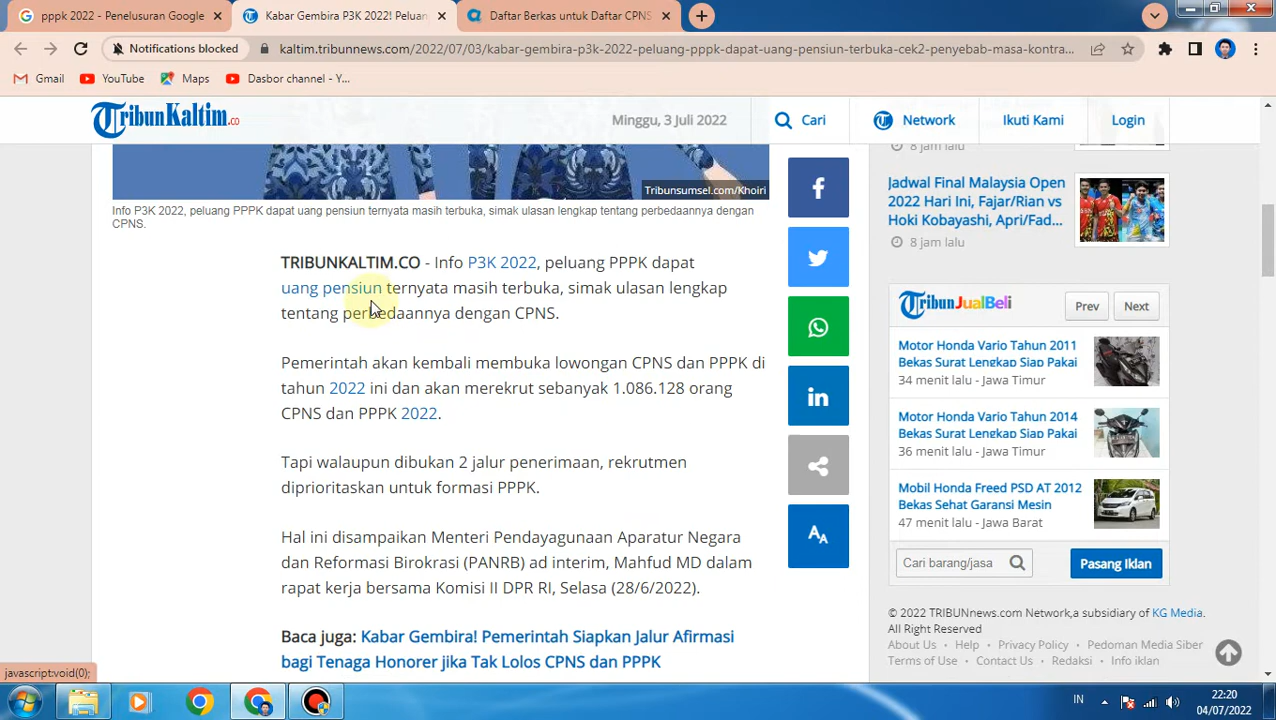 pppk 2022 - Penelusuran Google
Kabar Gembira P3K 2022! Peluan
Daftar Berkas untuk Daftar CPNS
Notifications blocked
kaltim.tribunnews.com/2022/07/03/kabar-gembira-p3k-2022-peluang-pppk-dapat-uang-pensiun-terbuka-cek2-penyebab-masa-kontra...
Gmail
YouTube
Maps
Dasbor channel - Y...
TribunKaltim.co
Minggu, 3 Juli 2022
Cari
Network
Ikuti Kami
Login
Tribunsumsel.com/Khoiri
Info P3K 2022, peluang PPPK dapat uang pensiun ternyata masih terbuka, simak ulasan lengkap tentang perbedaannya dengan
CPNS.
TRIBUNKALTIM.CO - Info P3K 2022, peluang PPPK dapat
uang pensiun ternyata masih terbuka, simak ulasan lengkap
tentang perbedaannya dengan CPNS.
Pemerintah akan kembali membuka lowongan CPNS dan PPPK di
tahun 2022 ini dan akan merekrut sebanyak 1.086.128 orang
CPNS dan PPPK 2022.
Tapi walaupun dibukan 2 jalur penerimaan, rekrutmen
diprioritaskan untuk formasi PPPK.
Hal ini disampaikan Menteri Pendayagunaan Aparatur Negara
dan Reformasi Birokrasi (PANRB) ad interim, Mahfud MD dalam
rapat kerja bersama Komisi II DPR RI, Selasa (28/6/2022).
Baca juga: Kabar Gembira! Pemerintah Siapkan Jalur Afirmasi
bagi Tenaga Honorer jika Tak Lolos CPNS dan PPPK
8 jam lalu
Jadwal Final Malaysia Open
2022 Hari Ini, Fajar/Rian vs
Hoki Kobayashi, Apri/Fad...
8 jam lalu
TribunJualBeli
Prev
Next
Motor Honda Vario Tahun 2011
Bekas Surat Lengkap Siap Pakai
34 menit lalu - Jawa Timur
Motor Honda Vario Tahun 2014
Bekas Surat Lengkap Siap Pakai
36 menit lalu - Jawa Timur
Mobil Honda Freed PSD AT 2012
Bekas Sehat Garansi Mesin
47 menit lalu - Jawa Barat
Cari barang/jasa
Pasang Iklan
© 2022 TRIBUNnews.com Network,a subsidiary of KG Media.
All Right Reserved
About Us
Help
Privacy Policy
Pedoman Media Siber
Terms of Use
Contact Us
Redaksi
Info iklan
javascript:void(0);
IN
22:20
04/07/2022